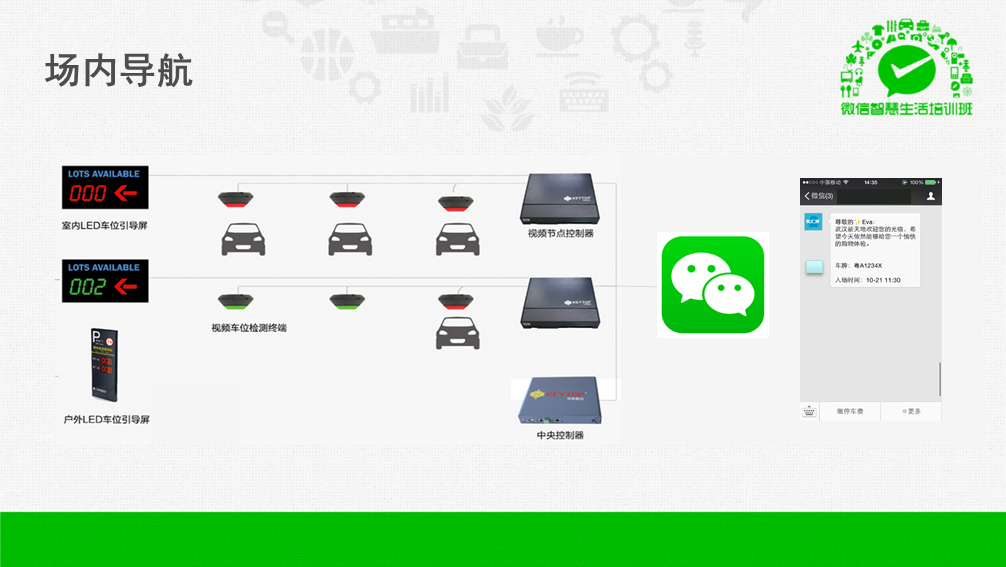 场内导航
微信智慧生活培训班
LOTS AVAILABLE
000
室内LED车位引导屏
KEYTOP
视频节点控制器
LOTS AVAILABLE
002
视频车位检测终端
KEYTOP
P
户外LED车位引导屏
KEYTOP
中央控制器
中国移动
14:35
100%
微信(3)
尊敬的✨Eva:
武汉新天地欢迎您的光临，希
望今天依然能够给您一个愉快
的购物体验。
车牌：粤A1234X
入场时间：10-21 11:30
缴停车费
更多